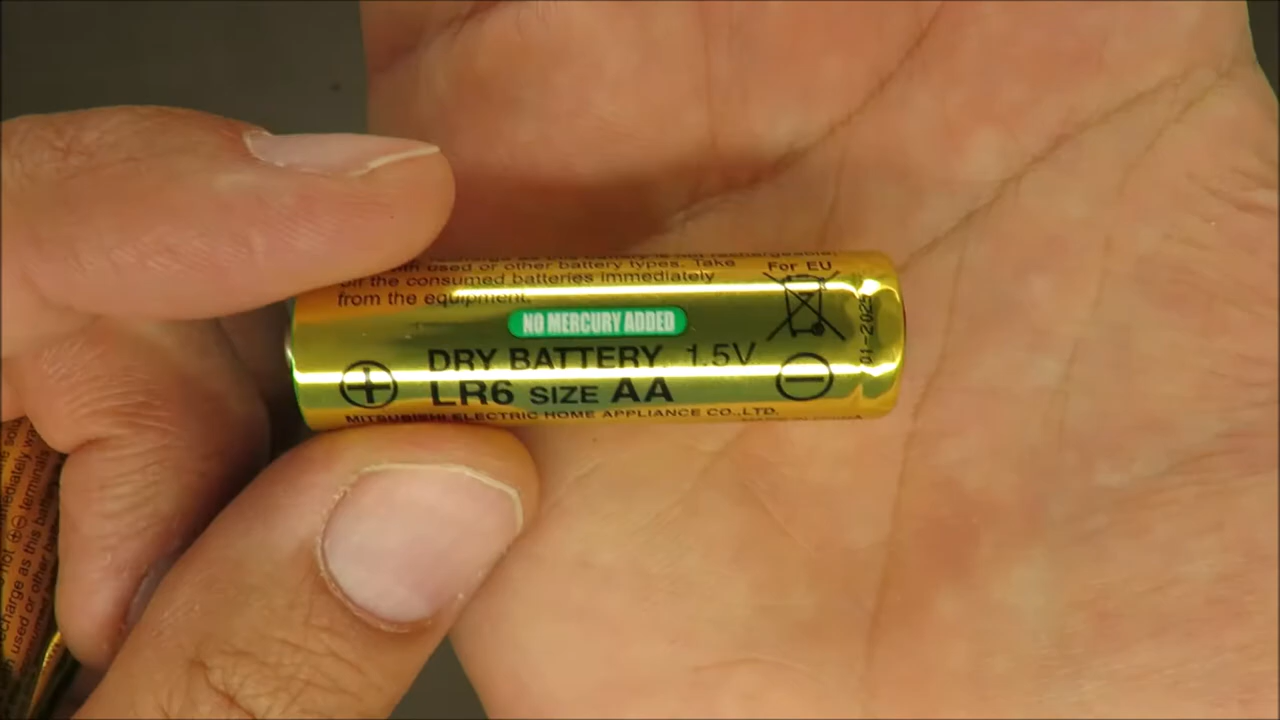 with used or other battery types. Take
off the consumed batteries immediately
from the equipment.
For EU
NO MERCURY ADDED
DRY BATTERY 1.5V
LR6 SIZE AA
MITSUBISHI ELECTRIC HOME APPLIANCE CO.,LTD.
01-2025